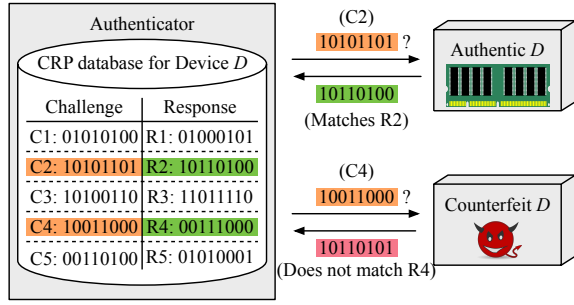 Authenticator
CRP database for Device D
Challenge Response
C1: 01010100 R1: 01000101
C2: 10101101 R2: 10110100
C3: 10100110 R3: 11011110
C4: 10011000 R4: 00111000
C5: 00110100 R5: 01010001
(C2)
10101101 ?
10110100
(Matches R2)
Authentic D
(C4)
10011000 ?
10110101
(Does not match R4)
Counterfeit D